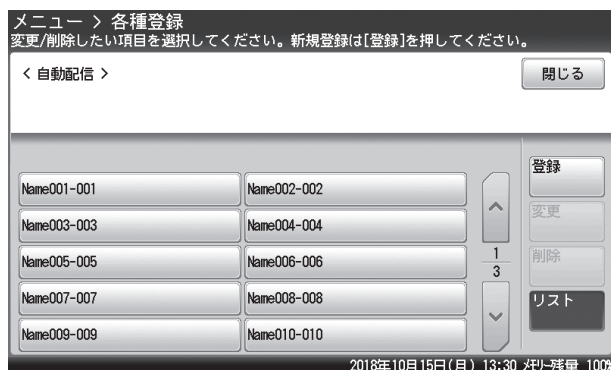 メニュー > 各種登録
変更/削除したい項目を選択してください。新規登録は[登録]を押してください。
< 自動配信 >
閉じる
Name001-001
Name002-002
登録
Name003-003
Name004-004
変更
Name005-005
Name006-006
1
3
削除
Name007-007
Name008-008
リスト
Name009-009
Name010-010
2018年10月15日(月) 13:30 メモリー残量 100%